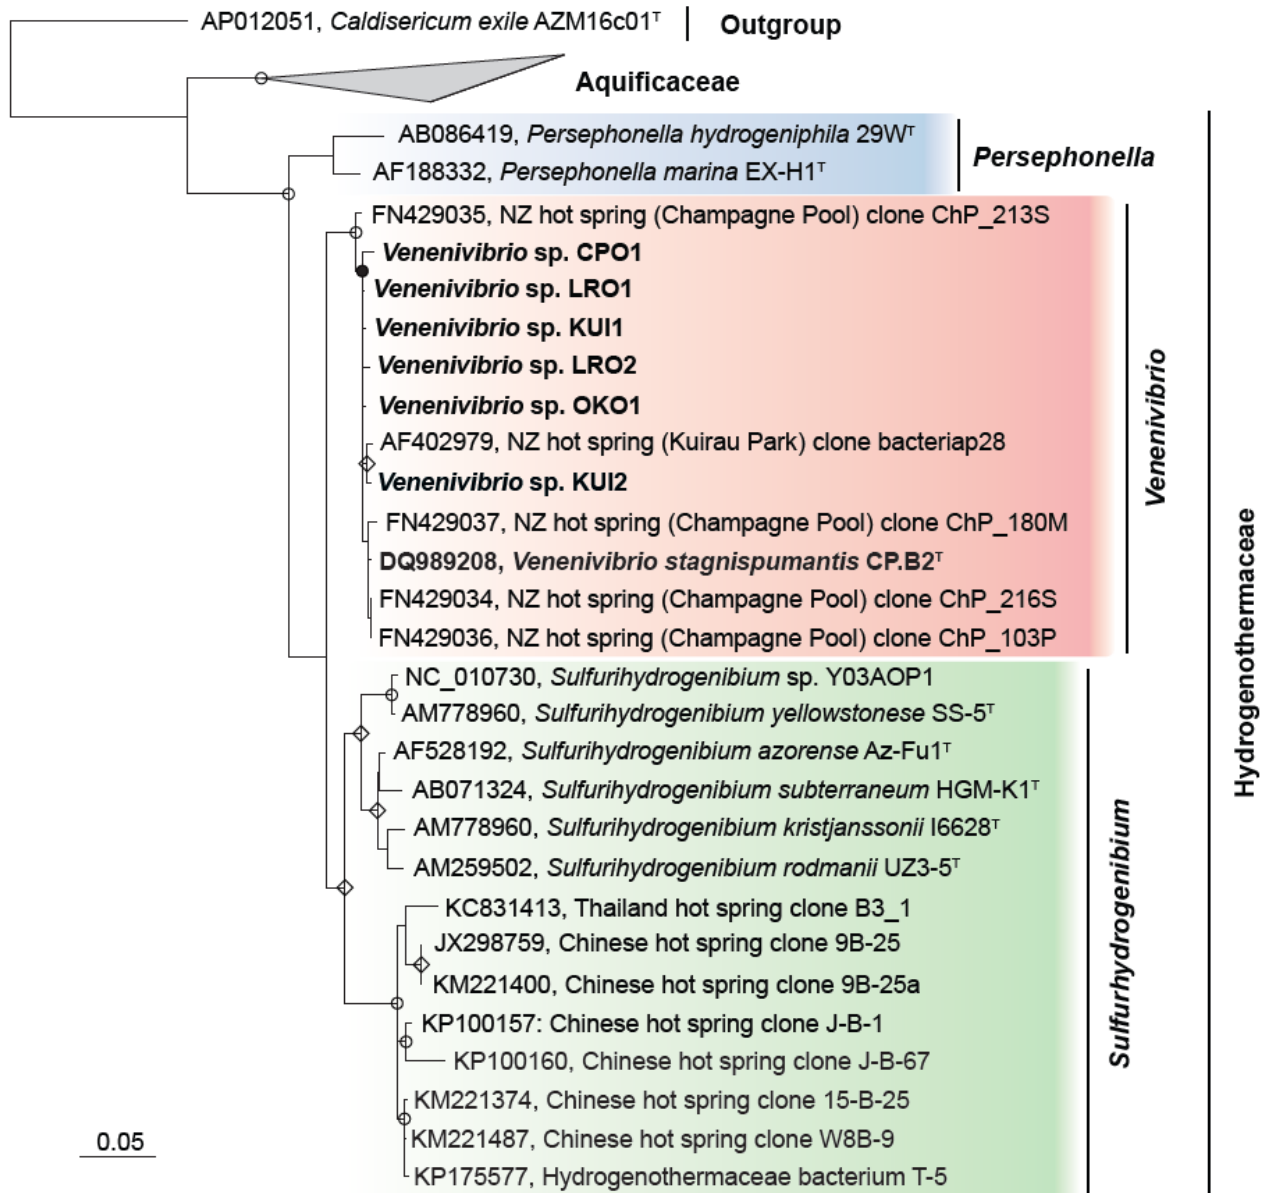 AP012051, Caldisericum exile AZM16c01ᵀ
Outgroup
Aquificaceae
AB086419, Persephonella hydrogeniphila 29Wᵀ
AF188332, Persephonella marina EX-H1ᵀ
Persephonella
FN429035, NZ hot spring (Champagne Pool) clone ChP_213S
Venenivibrio sp. CPO1
Venenivibrio sp. LRO1
Venenivibrio sp. KUI1
Venenivibrio sp. LRO2
Venenivibrio sp. OKO1
AF402979, NZ hot spring (Kuirau Park) clone bacteriap28
Venenivibrio sp. KUI2
FN429037, NZ hot spring (Champagne Pool) clone ChP_180M
DQ989208, Venenivibrio stagnispumantis CP.B2ᵀ
FN429034, NZ hot spring (Champagne Pool) clone ChP_216S
FN429036, NZ hot spring (Champagne Pool) clone ChP_103P
Venenivibrio
NC_010730, Sulfurihydrogenibium sp. Y03AOP1
AM778960, Sulfurihydrogenibium yellowstonese SS-5ᵀ
AF528192, Sulfurihydrogenibium azorense Az-Fu1ᵀ
AB071324, Sulfurihydrogenibium subterraneum HGM-K1ᵀ
AM778960, Sulfurihydrogenibium kristjanssonii I6628ᵀ
AM259502, Sulfurihydrogenibium rodmanii UZ3-5ᵀ
KC831413, Thailand hot spring clone B3_1
JX298759, Chinese hot spring clone 9B-25
KM221400, Chinese hot spring clone 9B-25a
KP100157: Chinese hot spring clone J-B-1
KP100160, Chinese hot spring clone J-B-67
KM221374, Chinese hot spring clone 15-B-25
KM221487, Chinese hot spring clone W8B-9
KP175577, Hydrogenothermaceae bacterium T-5
Sulfurhydrogenibium
Hydrogenothermaceae
0.05